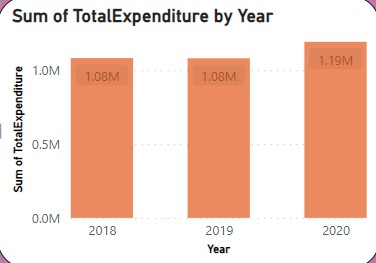 Sum of TotalExpenditure by Year
Sum of TotalExpenditure
1.0M
0.5M
0.0M
1.08M
1.08M
1.19M
2018
2019
2020
Year